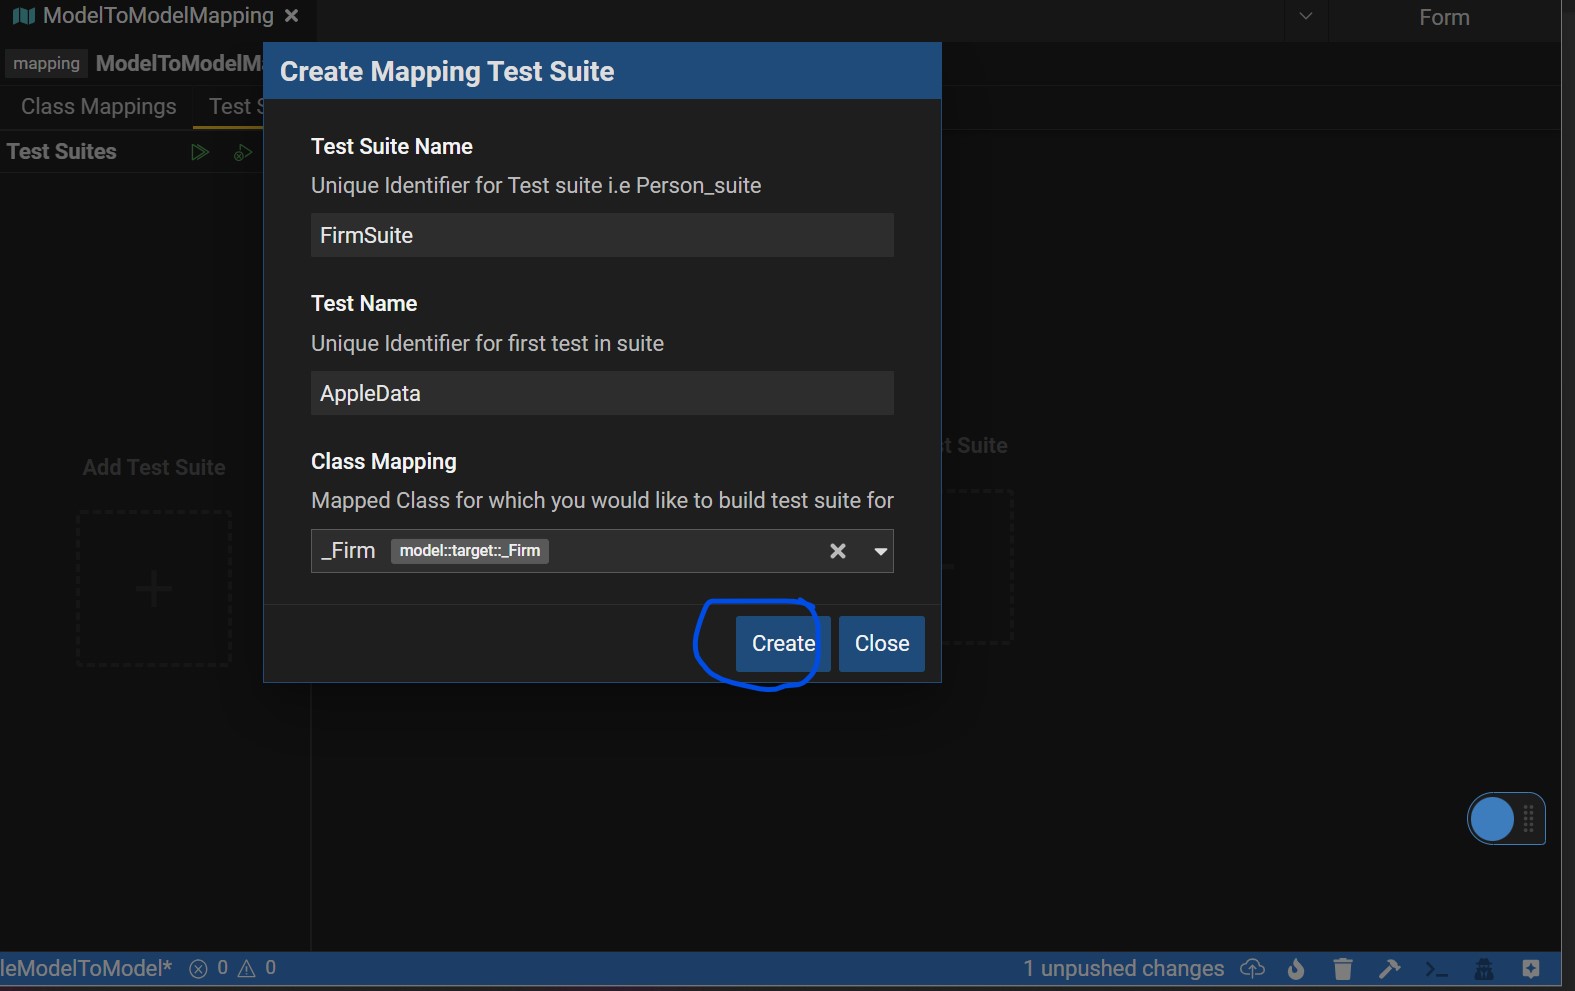 ModelToModelMapping
Form
mapping ModelToModelM
Class Mappings Test S
Test Suites
Create Mapping Test Suite
Test Suite Name
Unique Identifier for Test suite i.e Person_suite
FirmSuite
Test Name
Unique Identifier for first test in suite
AppleData
Class Mapping
Mapped Class for which you would like to build test suite for
_Firm model::target::_Firm
Create Close
Add Test Suite
t Suite
leModelToModel* 0 0
1 unpushed changes